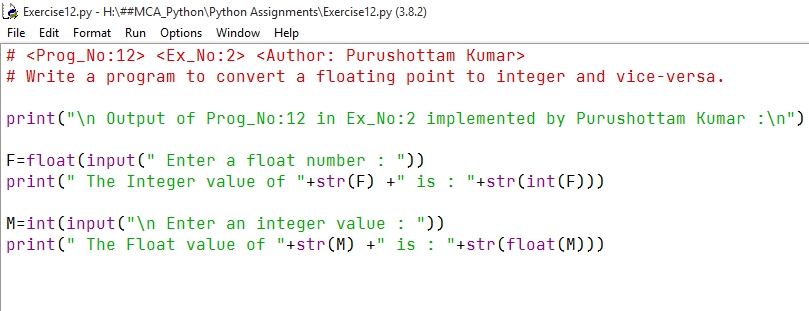 Exercise12.py - H:\##MCA_Python\Python Assignments\Exercise12.py (3.8.2)
File Edit Format Run Options Window Help
# <Prog_No:12> <Ex_No:2> <Author: Purushottam Kumar>
# Write a program to convert a floating point to integer and vice-versa.
print("\n Output of Prog_No:12 in Ex_No:2 implemented by Purushottam Kumar :\n")
F=float(input(" Enter a float number : "))
print(" The Integer value of "+str(F) +" is : "+str(int(F)))
M=int(input("\n Enter an integer value : "))
print(" The Float value of "+str(M) +" is : "+str(float(M)))